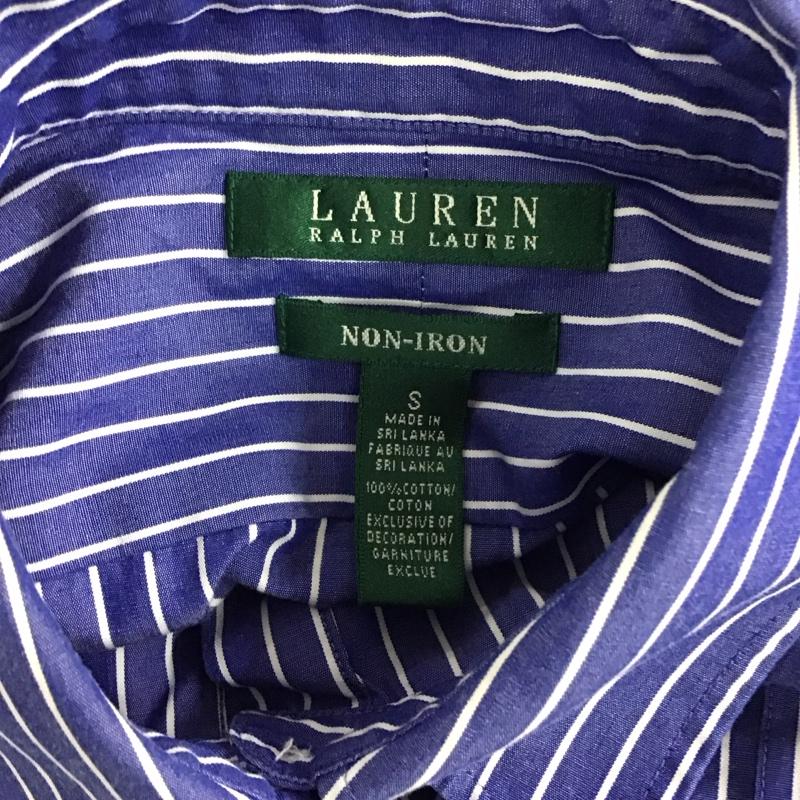 LAUREN
RALPH LAUREN
NON-IRON
S
MADE IN
SRI LANKA
FABRIQUE AU
SRI LANKA
100%COTTON/
COTON
EXCLUSIVE OF
DECORATION/
GARNITURE
EXCLUE